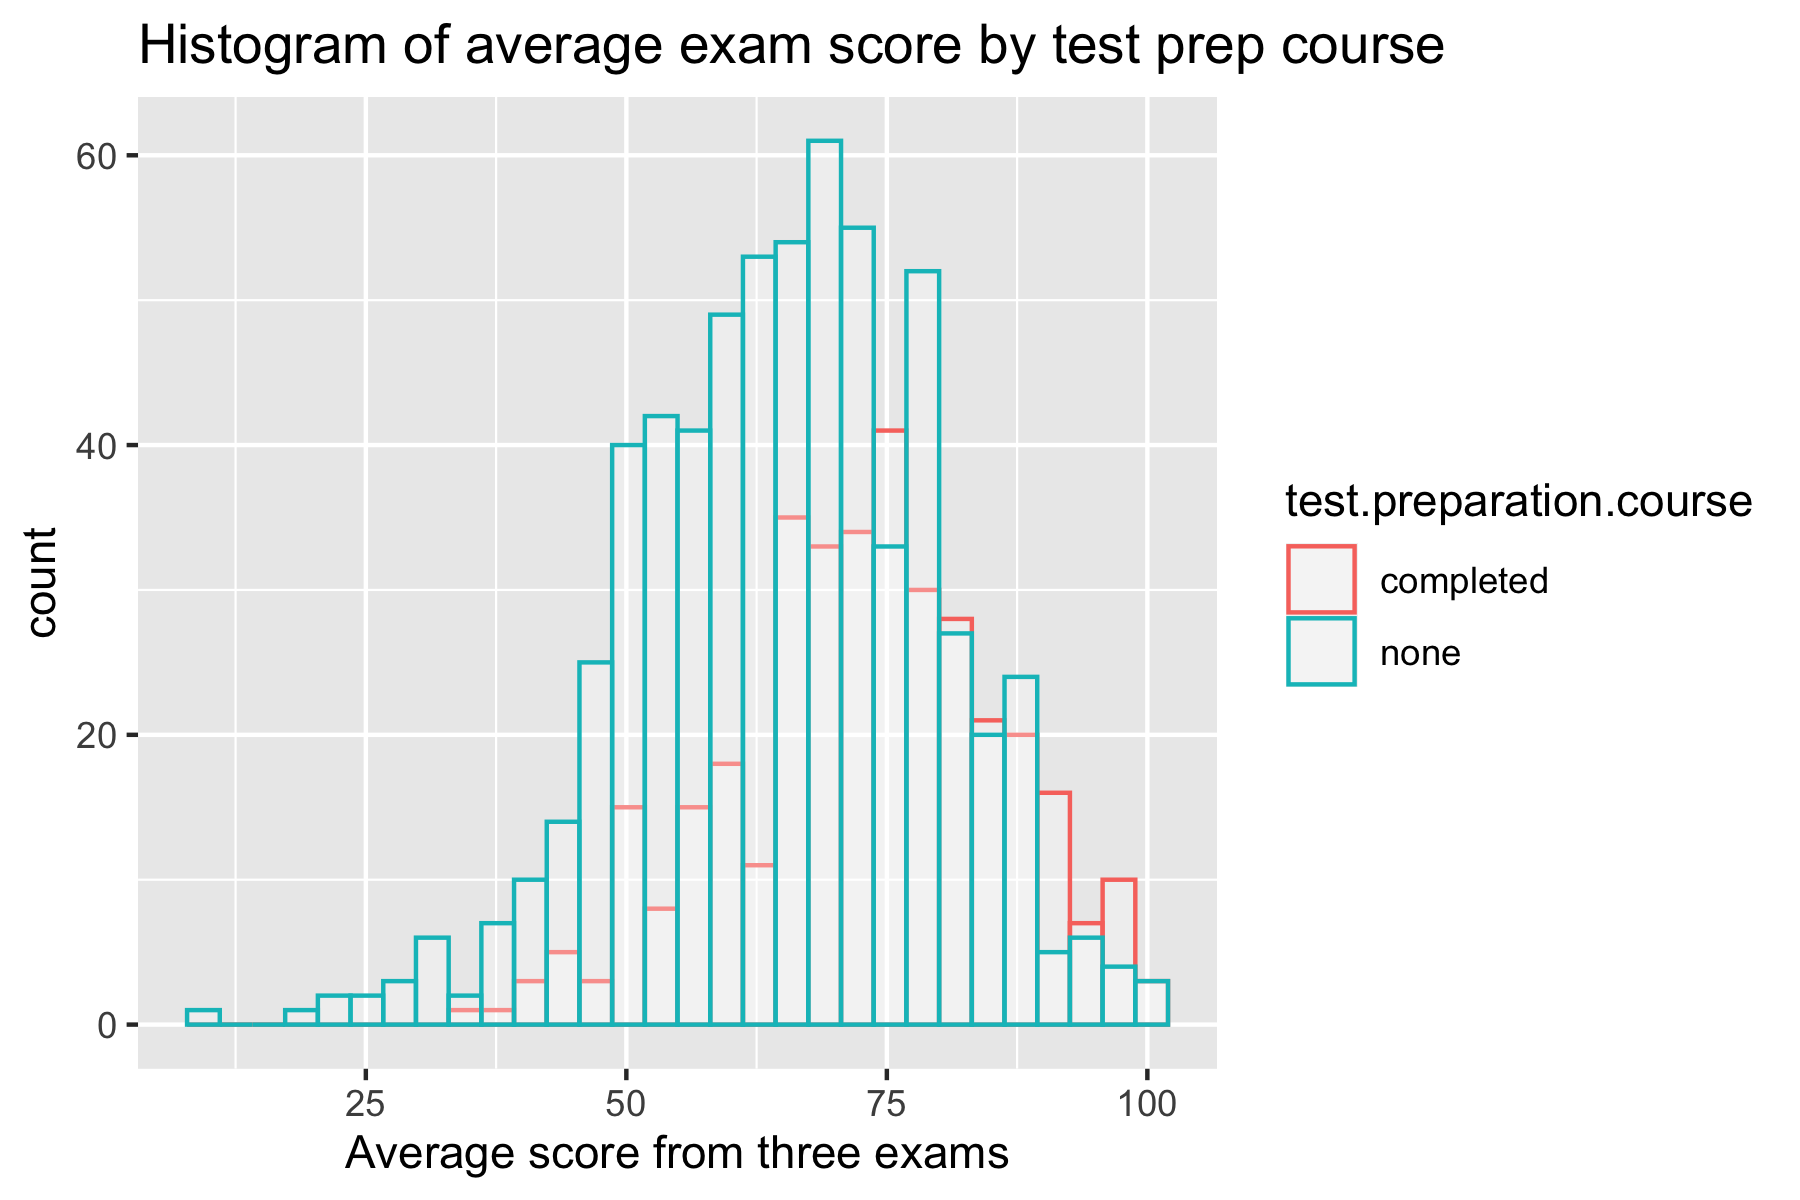 Histogram of average exam score by test prep course
60
40
20
0
count
25 50 75 100
Average score from three exams
test.preparation.course
completed
none